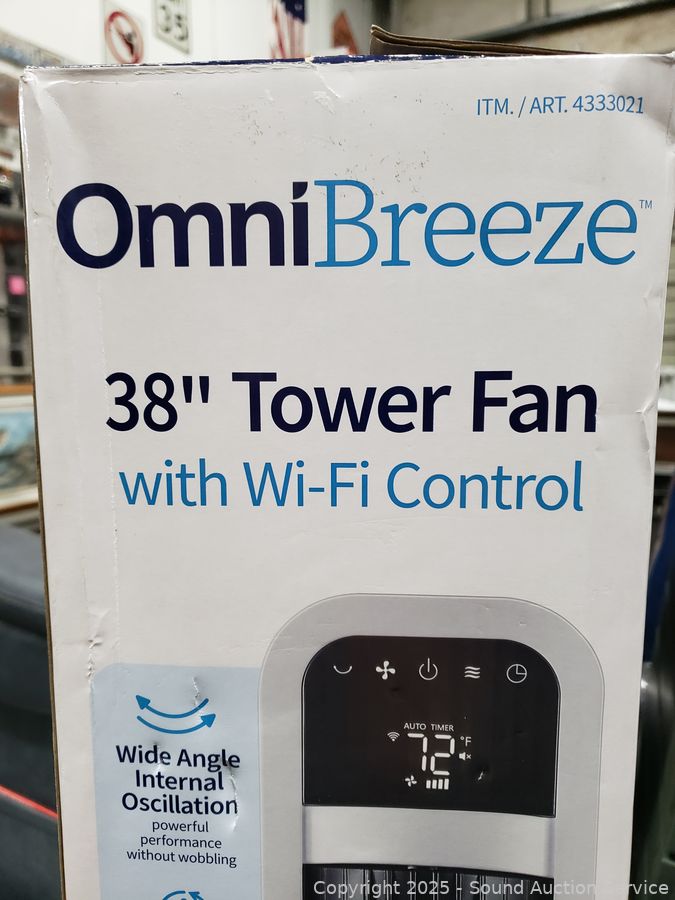 35
ITM. / ART. 4333021
OmniBreeze™
38" Tower Fan
with Wi-Fi Control
AUTO TIMER
72 °F
Wide Angle
Internal
Oscillation
powerful
performance
without wobbling
Copyright 2025 - Sound Auction Service